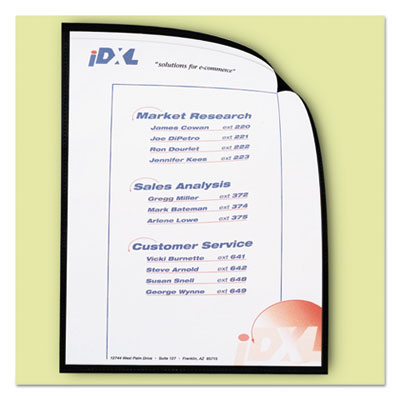 iDXL
"solutions for e-commerce"
Market Research
James Cowan ext 220
Joe DiPetro ext 221
Ron Dourlet ext 222
Jennifer Kees ext 223
Sales Analysis
Gregg Miller ext 372
Mark Bateman ext 374
Arlene Lowe ext 375
Customer Service
Vicki Burnette ext 641
Steve Arnold ext 642
Susan Snell ext 648
George Wynne ext 649
iDXL
12744 West Palm Drive • Suite 127 • Franklin, AZ